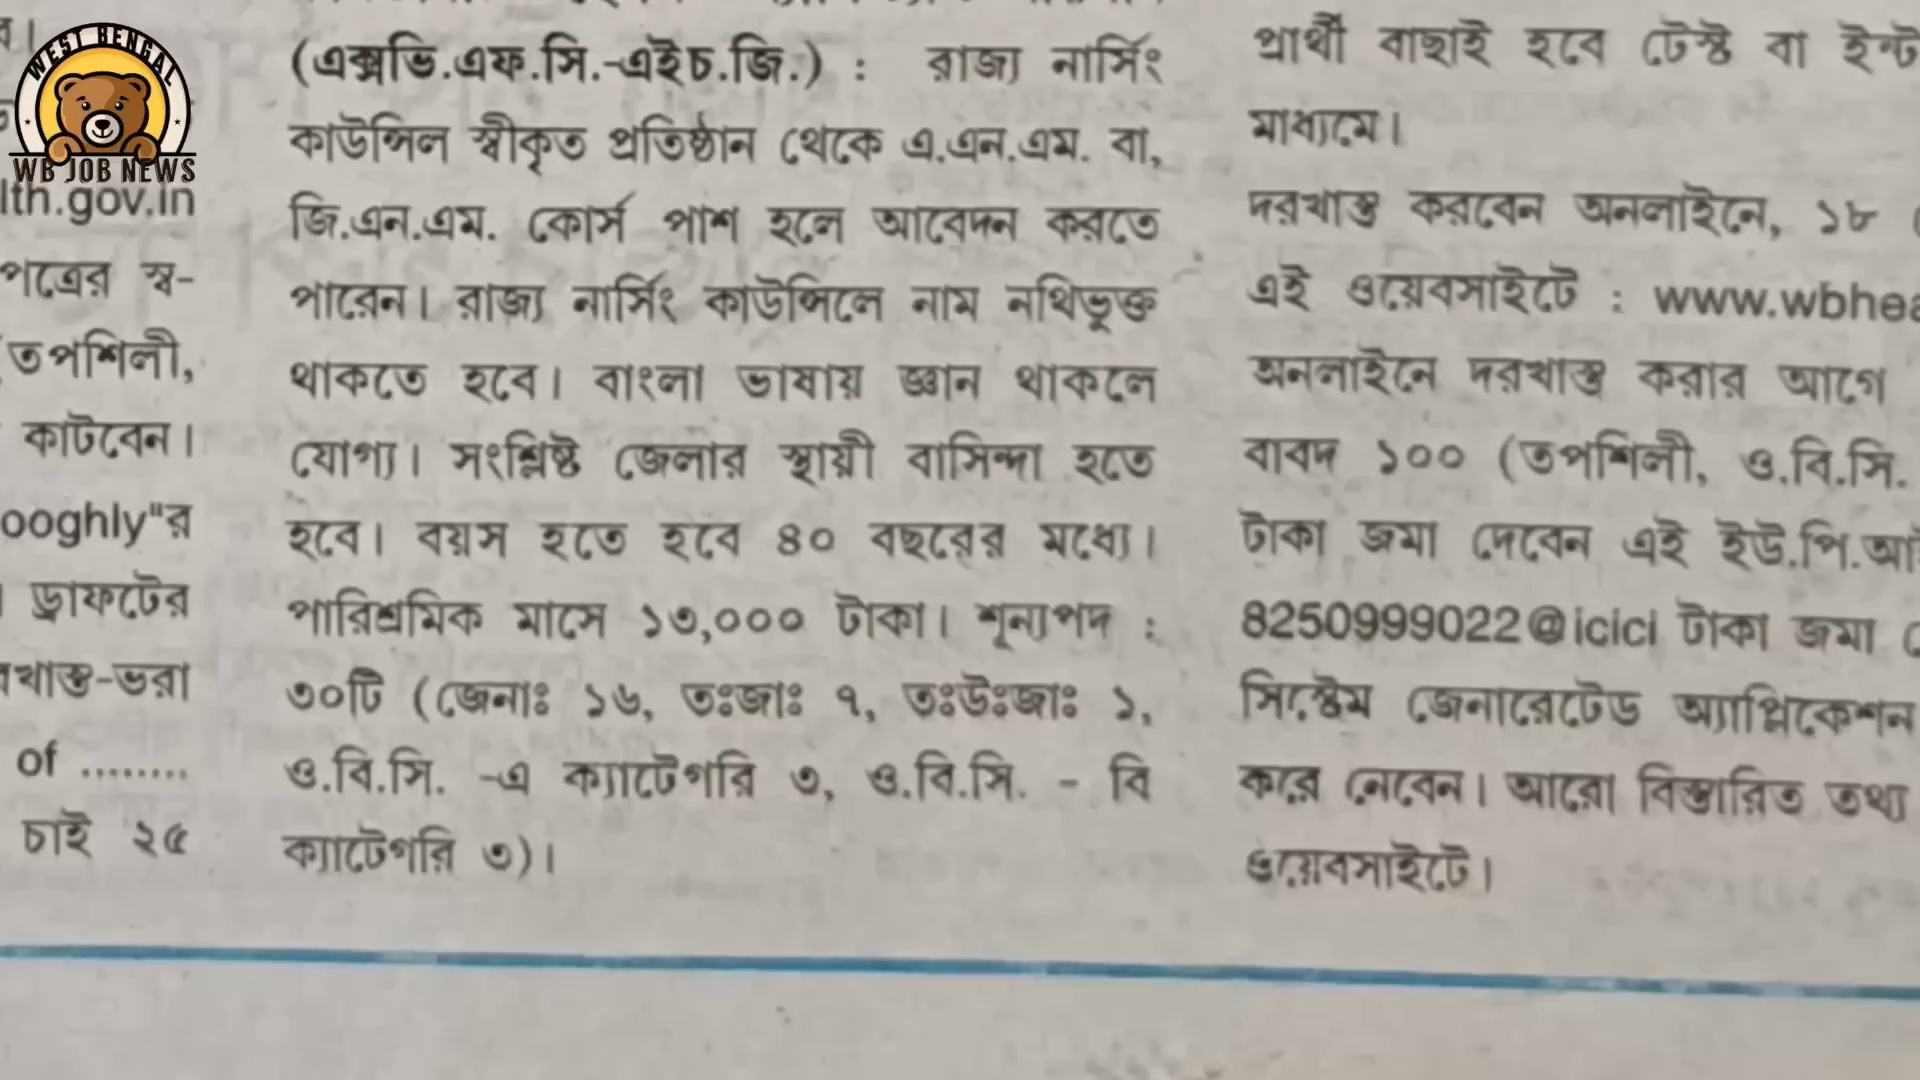 WEST BENGAL
WB JOB NEWS
lth.gov.in
পত্রের স্ব-
তপশিলী,
কাটবেন।
ooghly"র
ড্রাফটের
খাস্ত-ভরা
of ........
চাই ২৫
(এক্সভি.এফ.সি.-এইচ.জি.) : রাজ্য নার্সিং
কাউন্সিল স্বীকৃত প্রতিষ্ঠান থেকে এ.এন.এম. বা,
জি.এন.এম. কোর্স পাশ হলে আবেদন করতে
পারেন। রাজ্য নার্সিং কাউন্সিলে নাম নথিভুক্ত
থাকতে হবে। বাংলা ভাষায় জ্ঞান থাকলে
যোগ্য। সংশ্লিষ্ট জেলার স্থায়ী বাসিন্দা হতে
হবে। বয়স হতে হবে ৪০ বছরের মধ্যে।
পারিশ্রমিক মাসে ১৩,০০০ টাকা। শূন্যপদ :
৩০টি (জেনাঃ ১৬, তঃজাঃ ৭, তঃউঃজাঃ ১,
ও.বি.সি. -এ ক্যাটেগরি ৩, ও.বি.সি. - বি
ক্যাটেগরি ৩)।
প্রার্থী বাছাই হবে টেস্ট বা ইন্ট
মাধ্যমে।
দরখাস্ত করবেন অনলাইনে, ১৮
এই ওয়েবসাইটে : www.wbhea
অনলাইনে দরখাস্ত করার আগে
বাবদ ১০০ (তপশিলী, ও.বি.সি.
টাকা জমা দেবেন এই ইউ.পি.আই
8250999022@icici টাকা জমা
সিস্টেম জেনারেটেড অ্যাপ্লিকেশন
করে নেবেন। আরো বিস্তারিত তথ্য
ওয়েবসাইটে।